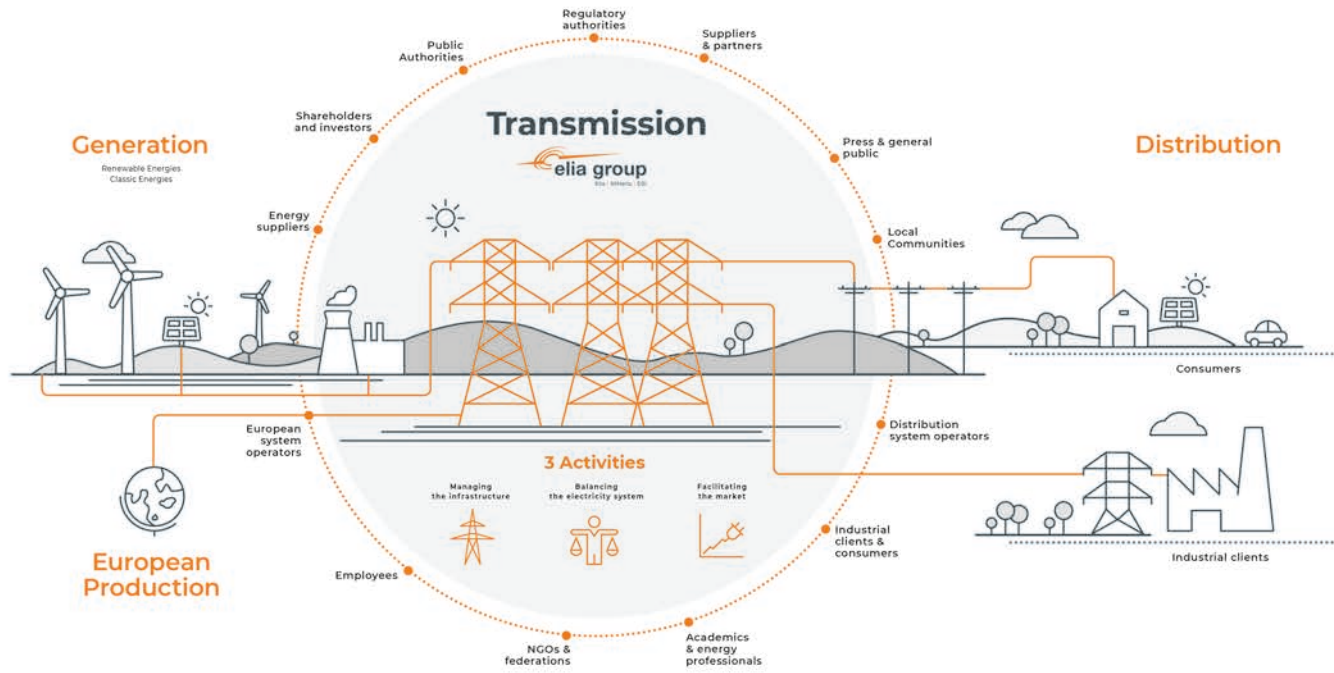 Regulatory
authorities
Suppliers
& partners
Public
Authorities
Shareholders
and investors
Transmission
elia group
Generation
Renewable Energies
Classic Energies
Press & general
public
Distribution
Energy
suppliers
Local
Communities
Consumers
European
system
operators
Distribution
system operators
3 Activities
Managing
the infrastructure
Balancing
the electricity system
Facilitating
the market
European
Production
Industrial
clients &
consumers
Industrial clients
Employees
NGOs &
federations
Academics
& energy
professionals